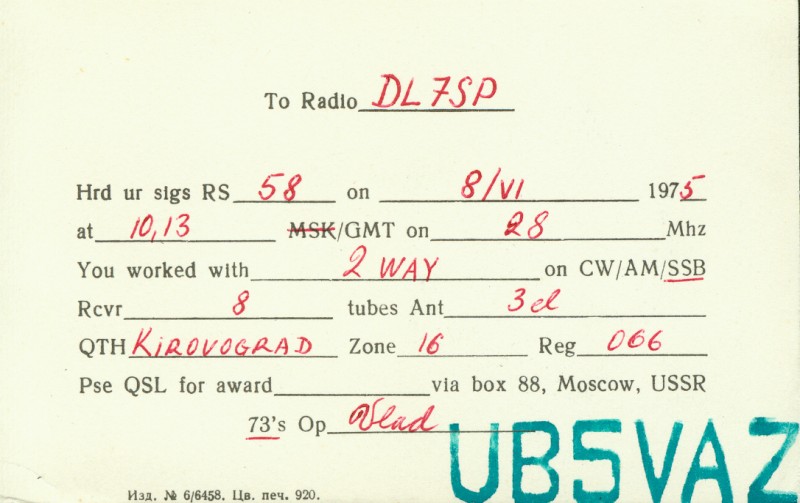 To Radio DL7SP
Hrd ur sigs RS 58 on 8/VI 1975
at 10,13 MSK/GMT on 28 Mhz
You worked with 2 WAY on CW/AM/SSB
Rcvr 8 tubes Ant 3el
QTH KIROVOGRAD Zone 16 Reg 066
Pse QSL for award via box 88, Moscow, USSR
73's Op Vlad
UB5VAZ
Изд. № 6/6458. Цв. печ. 920.